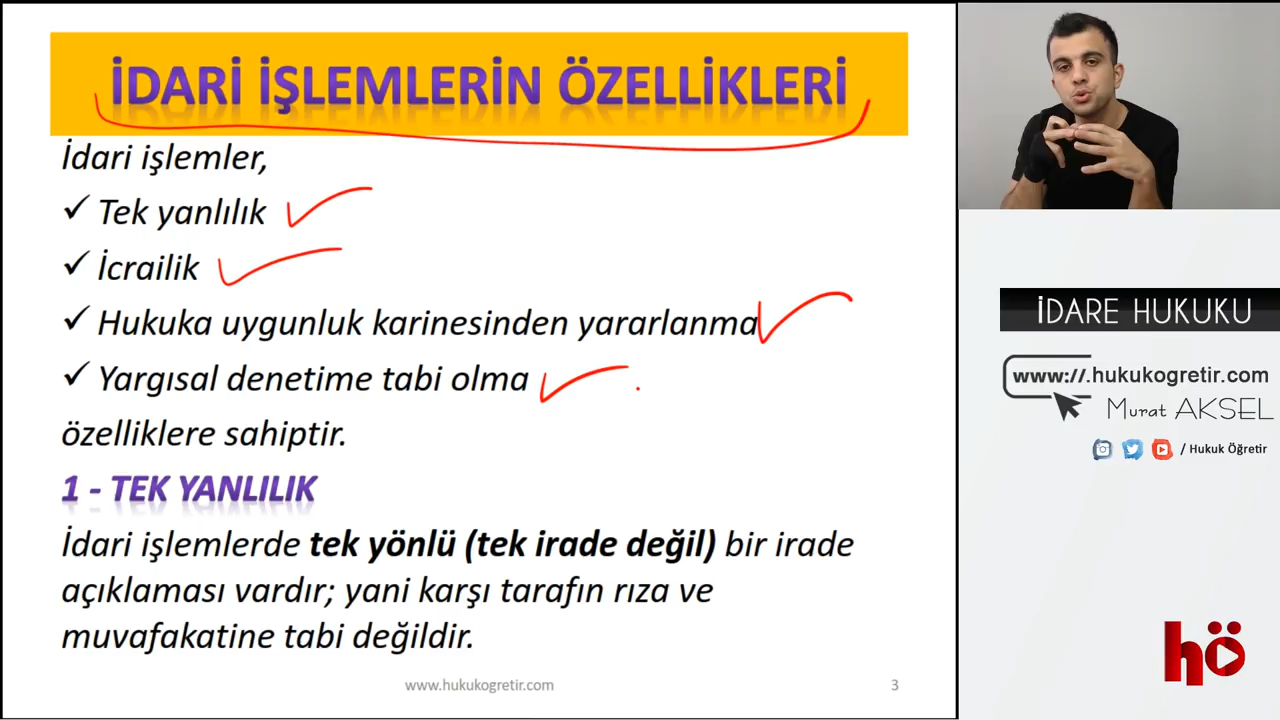 İDARİ İŞLEMLERİN ÖZELLİKLERİ
İdari işlemler,
✓ Tek yanlılık
✓ İcrailik
✓ Hukuka uygunluk karinesinden yararlanma
✓ Yargısal denetime tabi olma
özelliklere sahiptir.
1 - TEK YANLILIK
İdari işlemlerde tek yönlü (tek irade değil) bir irade
açıklaması vardır; yani karşı tarafın rıza ve
muvafakatine tabi değildir.
www.hukukogretir.com
3
İDARE HUKUKU
www://.hukukogretir.com
Murat AKSEL
/ Hukuk Öğretir
hö